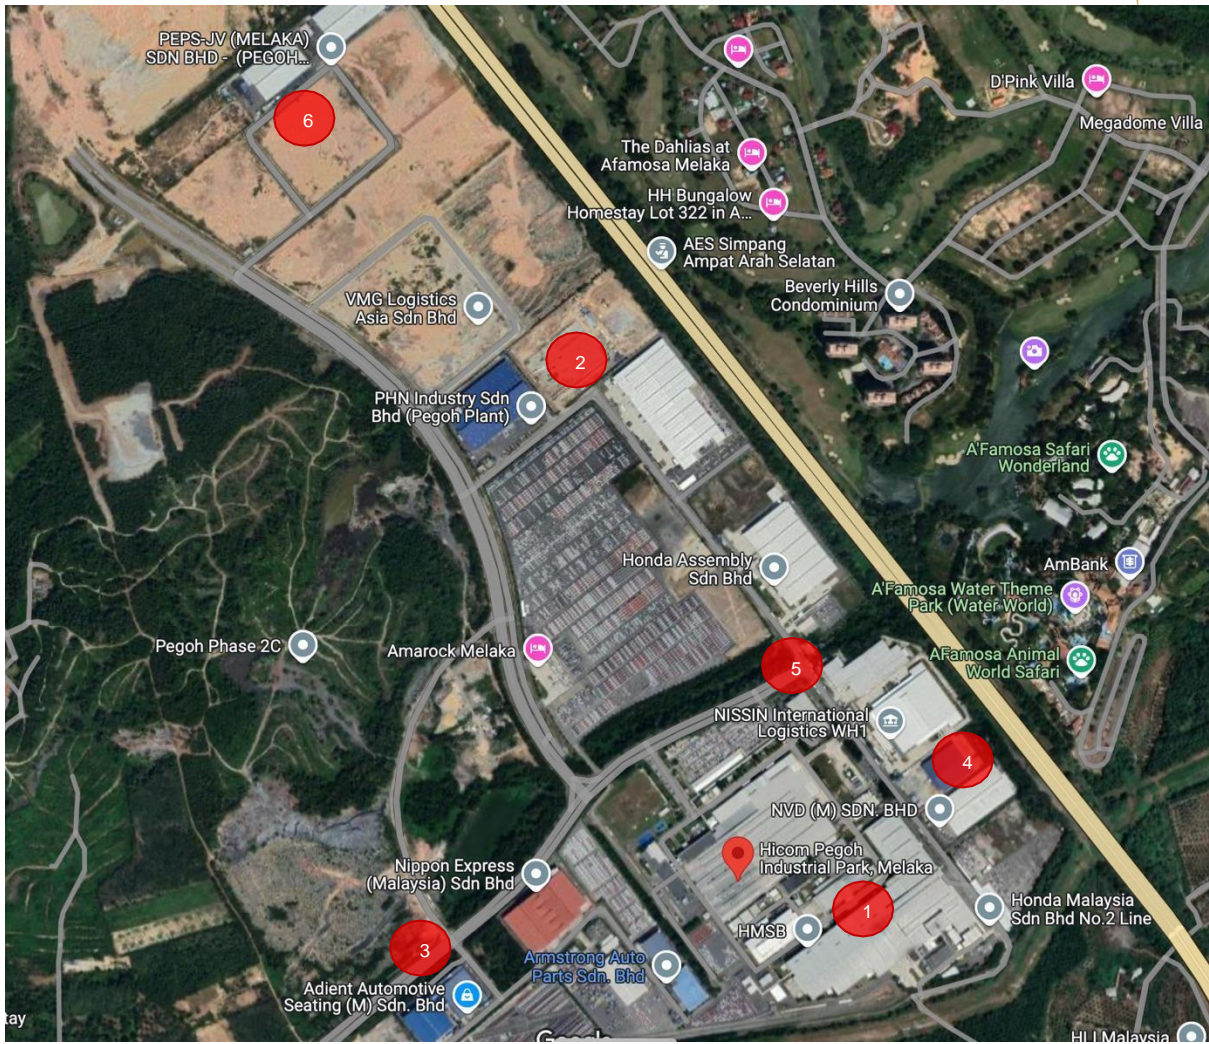 PEPS-JV (MELAKA)
SDN BHD - (PEGOH...
6
D'Pink Villa
Megadome Villa
The Dahlias at
Afamosa Melaka
HH Bungalow
Homestay Lot 322 in A...
AES Simpang
Ampat Arah Selatan
Beverly Hills
Condominium
VMG Logistics
Asia Sdn Bhd
2
PHN Industry Sdn
Bhd (Pegoh Plant)
A'Famosa Safari
Wonderland
Honda Assembly
Sdn Bhd
AmBank
A'Famosa Water Theme
Park (Water World)
Pegoh Phase 2C
Amarock Melaka
5
AFamosa Animal
World Safari
NISSIN International
Logistics WH1
4
NVD (M) SDN. BHD
Hicom Pegoh
Industrial Park, Melaka
Nippon Express
(Malaysia) Sdn Bhd
1
HMSB
Honda Malaysia
Sdn Bhd No.2 Line
3
Armstrong Auto
Parts Sdn. Bhd
Adient Automotive
Seating (M) Sdn. Bhd
tay
Google
HLI Malaysia